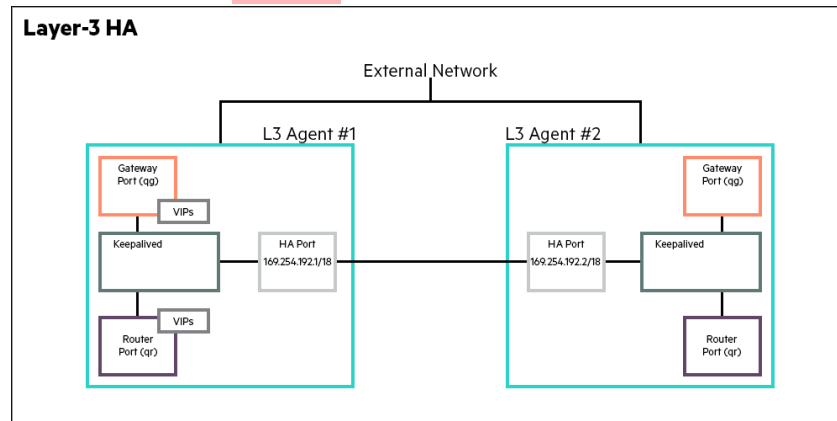 Layer-3 HA
External Network
L3 Agent #1
L3 Agent #2
Gateway
Port (qg)
VIPs
Keepalived
HA Port
169.254.192.1/18
VIPs
Router
Port (qr)
Gateway
Port (qg)
HA Port
169.254.192.2/18
Keepalived
Router
Port (qr)